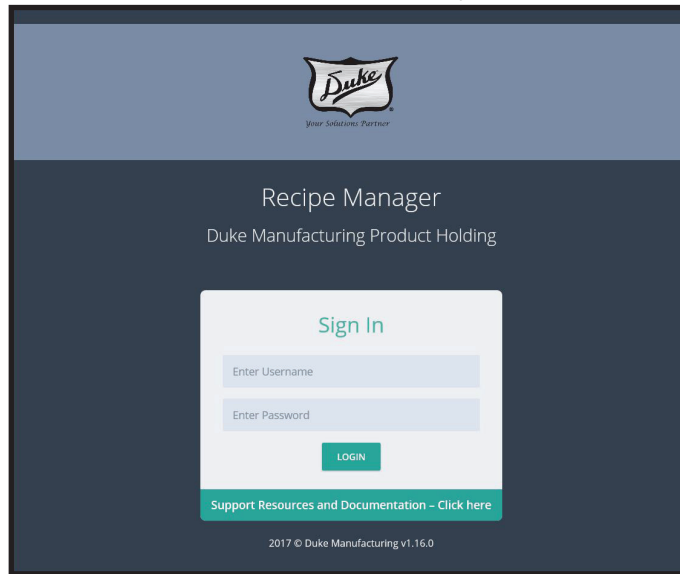 Duke
®
Your Solutions Partner
Recipe Manager
Duke Manufacturing Product Holding
Sign In
Enter Username
Enter Password
LOGIN
Support Resources and Documentation – Click here
2017 © Duke Manufacturing v1.16.0